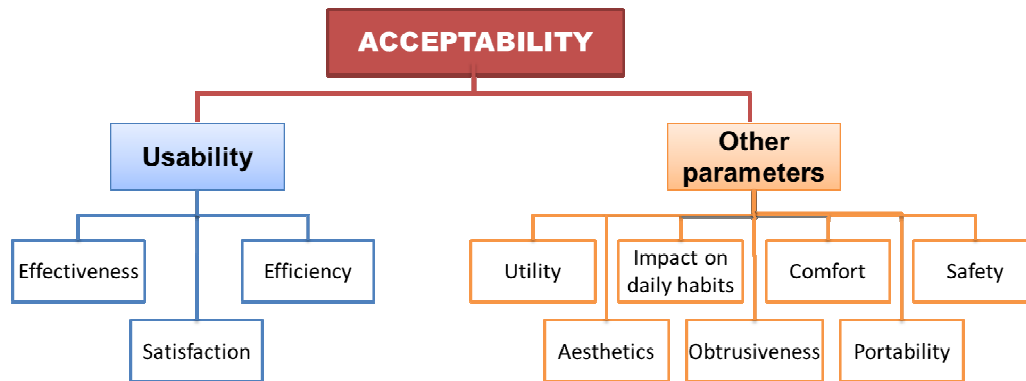 ACCEPTABILITY
Usability
Other
parameters
Effectiveness
Efficiency
Satisfaction
Utility
Impact on
daily habits
Comfort
Safety
Aesthetics
Obtrusiveness
Portability